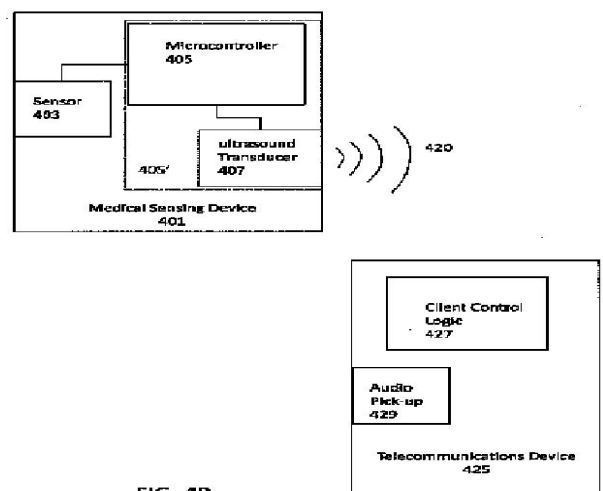 Microcontroller
405
Sensor
403
ultrasound
Transducer
407
405'
Medical Sensing Device
401
420
Client Control
Logic
427
Audio
Pick-up
429
Telecommunications Device
425